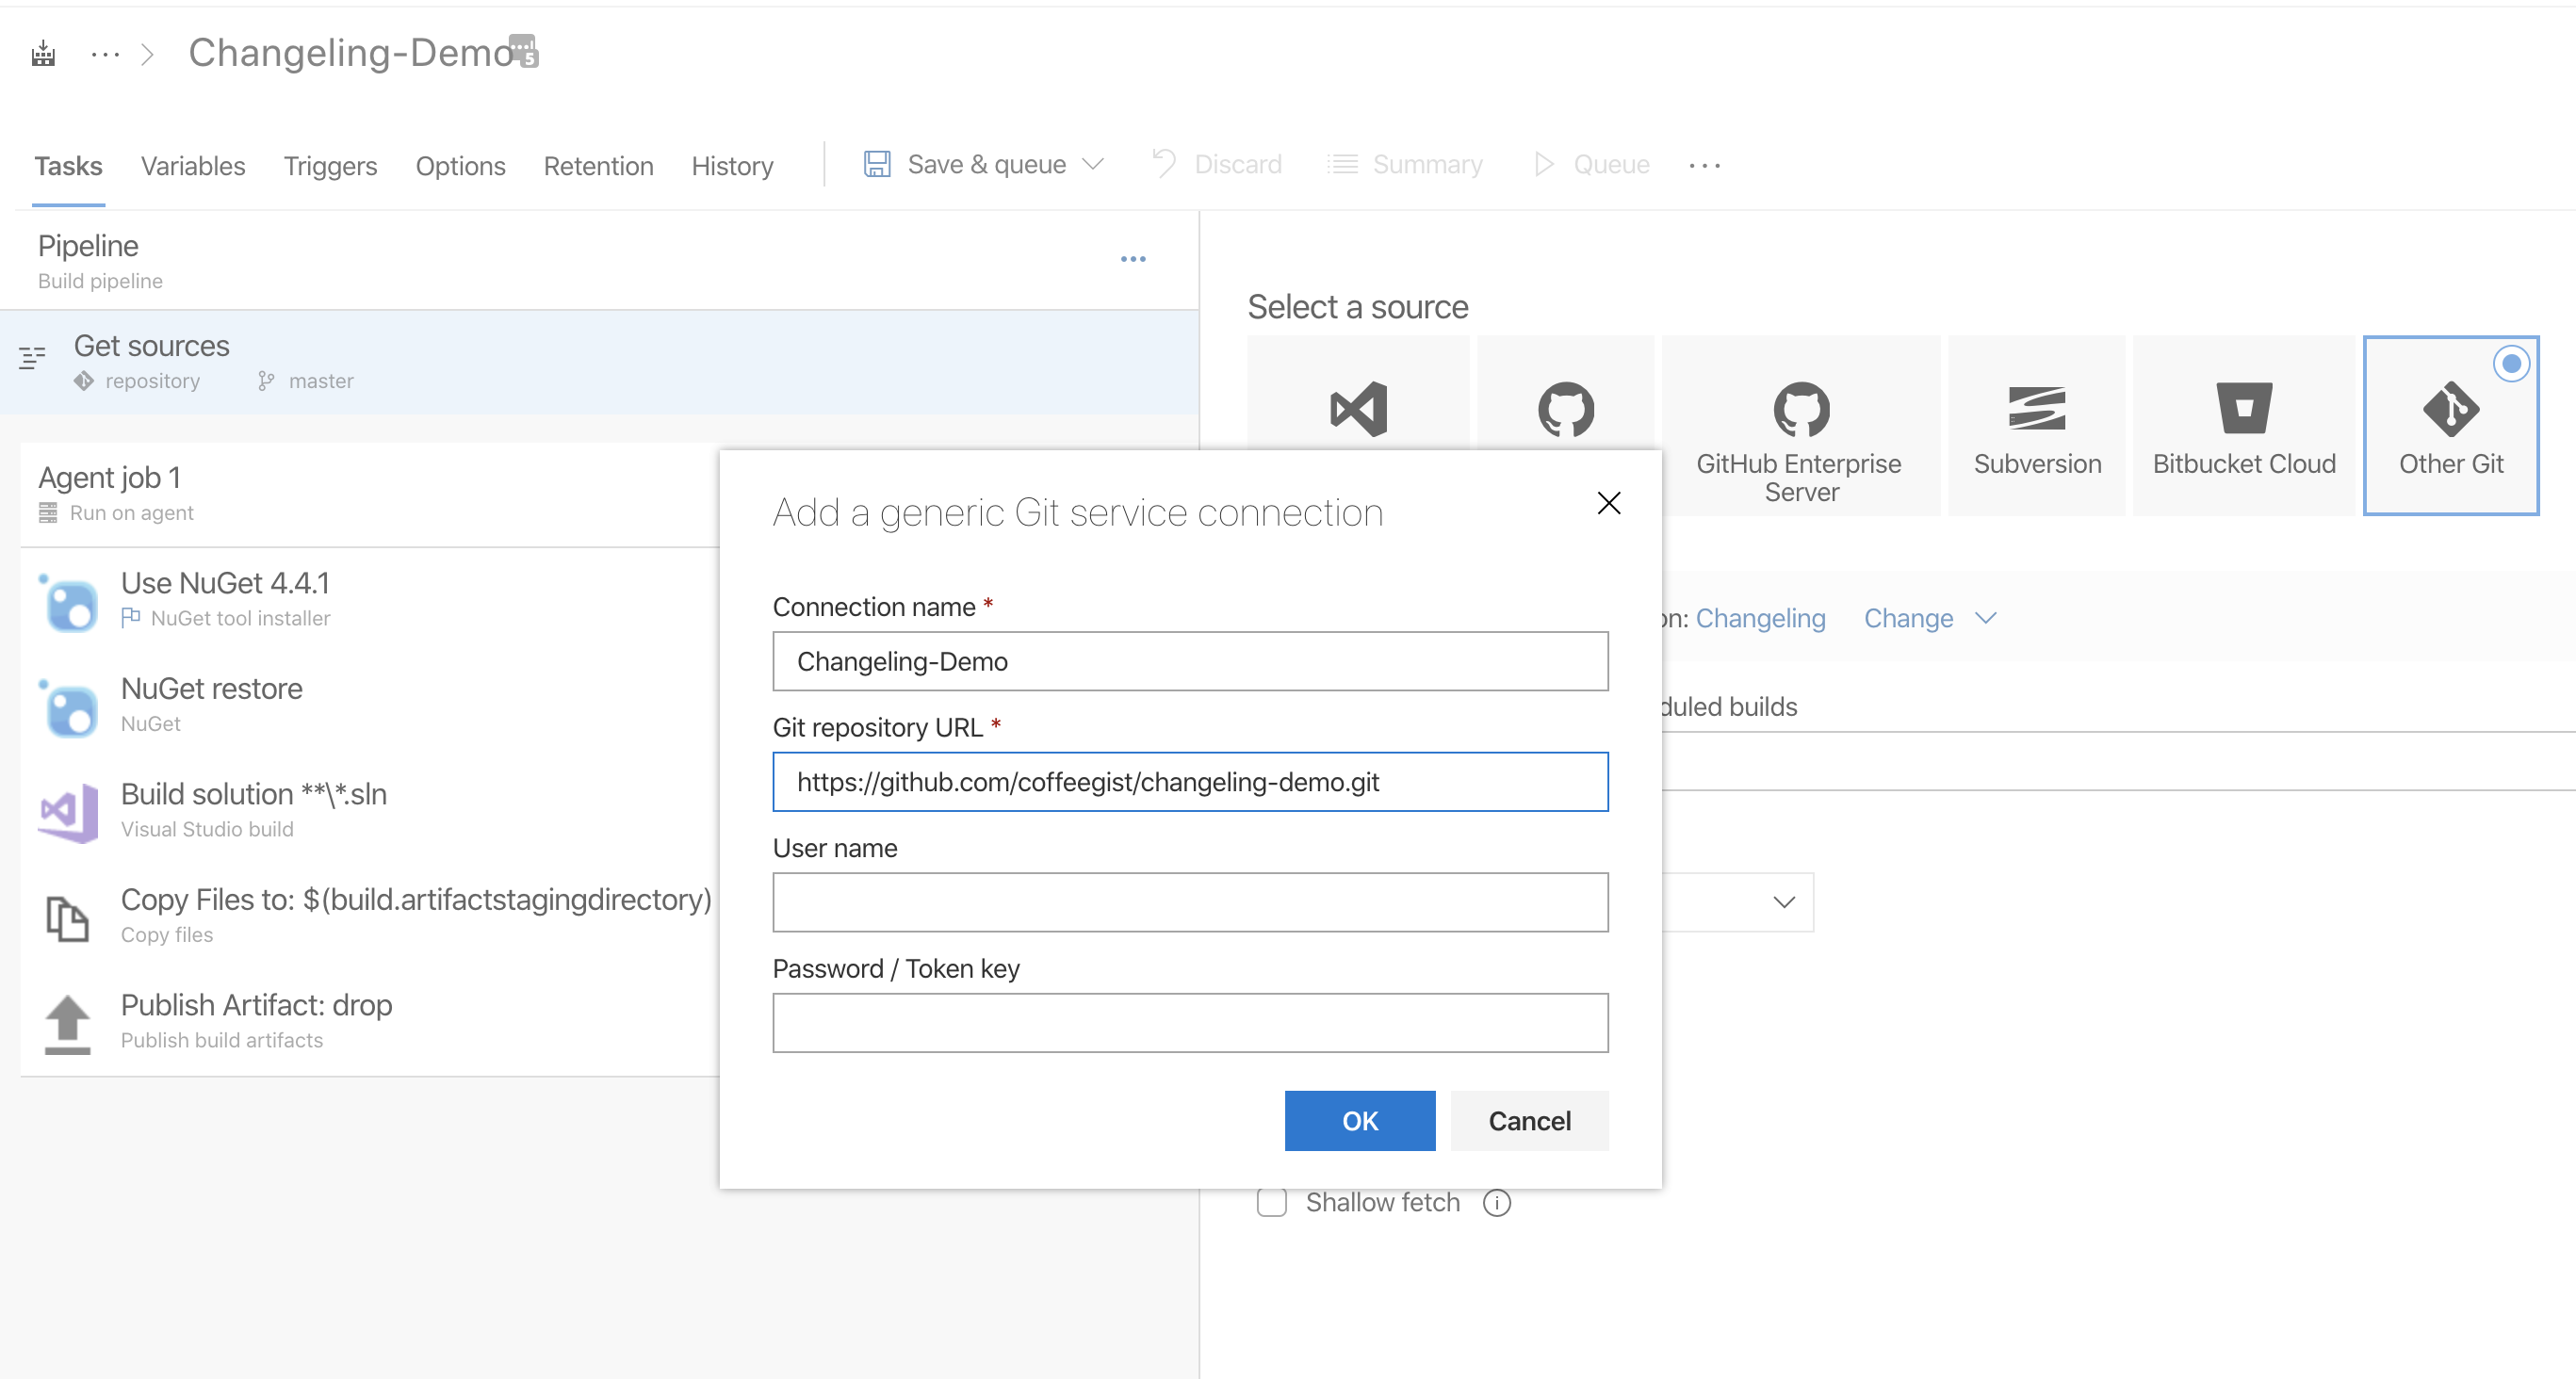 Changeling-Demo
5
Tasks Variables Triggers Options Retention History Save & queue Discard Summary Queue
Pipeline
Build pipeline
Get sources
repository master
Agent job 1
Run on agent
Use NuGet 4.4.1
NuGet tool installer
NuGet restore
NuGet
Build solution **\*.sln
Visual Studio build
Copy Files to: $(build.artifactstagingdirectory)
Copy files
Publish Artifact: drop
Publish build artifacts
Select a source
GitHub Enterprise
Server
Subversion
Bitbucket Cloud
Other Git
on: Changeling Change
duled builds
Add a generic Git service connection
Connection name *
Changeling-Demo
Git repository URL *
https://github.com/coffeegist/changeling-demo.git
User name
Password / Token key
OK Cancel
Shallow fetch